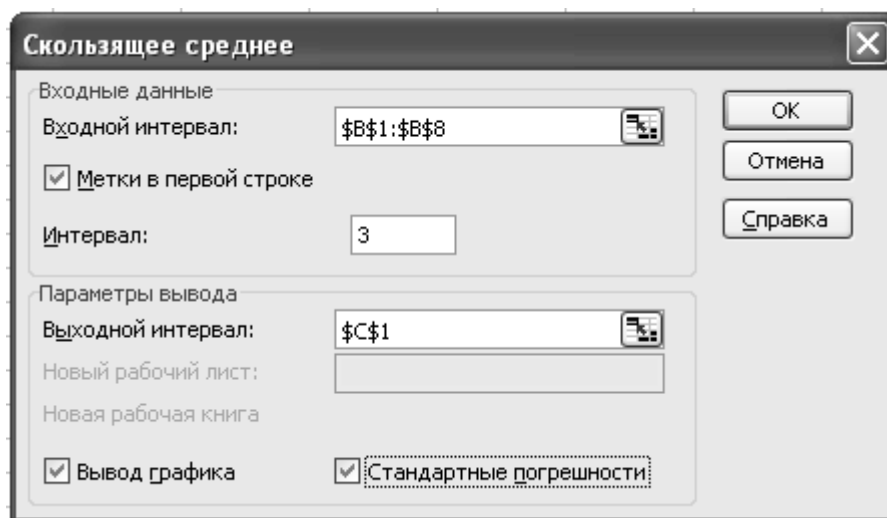 Скользящее среднее
Входные данные
Входной интервал: $B$1:$B$8
OK
Отмена
Метки в первой строке
Справка
Интервал: 3
Параметры вывода
Выходной интервал: $C$1
Новый рабочий лист:
Новая рабочая книга
Вывод графика Стандартные погрешности